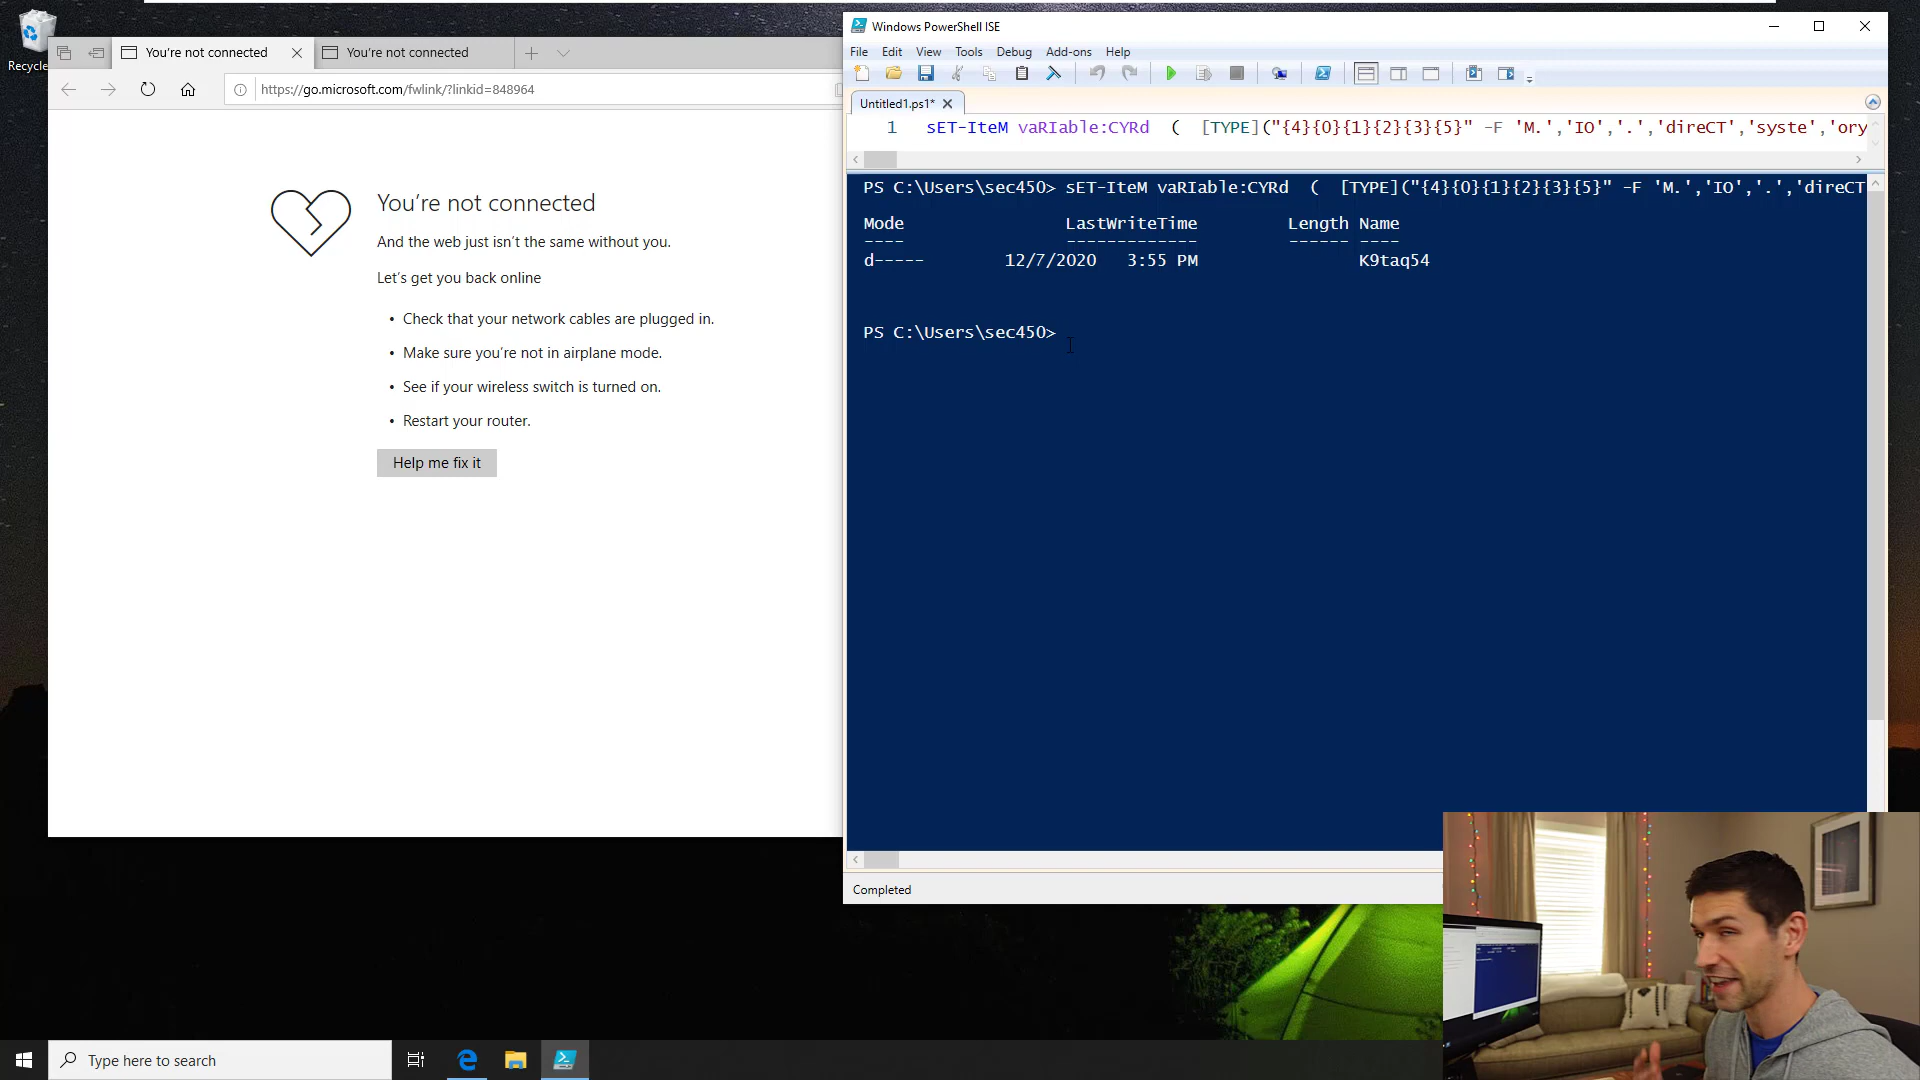 Recycle
You're not connected
You're not connected
https://go.microsoft.com/fwlink/?linkid=848964
You're not connected
And the web just isn't the same without you.
Let's get you back online
• Check that your network cables are plugged in.
• Make sure you're not in airplane mode.
• See if your wireless switch is turned on.
• Restart your router.
Help me fix it
Windows PowerShell ISE
File Edit View Tools Debug Add-ons Help
Untitled1.ps1*
1 sET-IteM vaRIable:CYRd ( [TYPE]("{4}{0}{1}{2}{3}{5}" -F 'M.','IO','.','direCT','syste','ory
PS C:\Users\sec450> sET-IteM vaRIable:CYRd ( [TYPE]("{4}{0}{1}{2}{3}{5}" -F 'M.','IO','.','direCT
Mode LastWriteTime Length Name
---- ------------- ------ ----
d----- 12/7/2020 3:55 PM K9taq54
PS C:\Users\sec450>
Completed
Type here to search